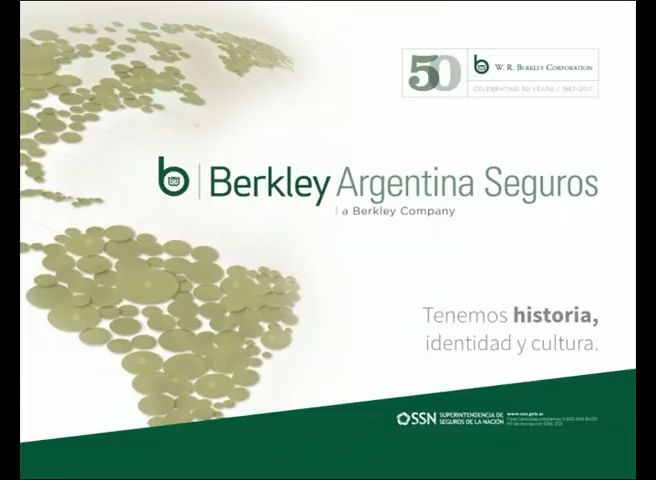 50
b W. R. BERKLEY CORPORATION
CELEBRATING 50 YEARS / 1967-2017
b Berkley Argentina Seguros
a Berkley Company
Tenemos historia,
identidad y cultura.
SSN SUPERINTENDENCIA DE
SEGUROS DE LA NACIÓN
www.ssn.gob.ar